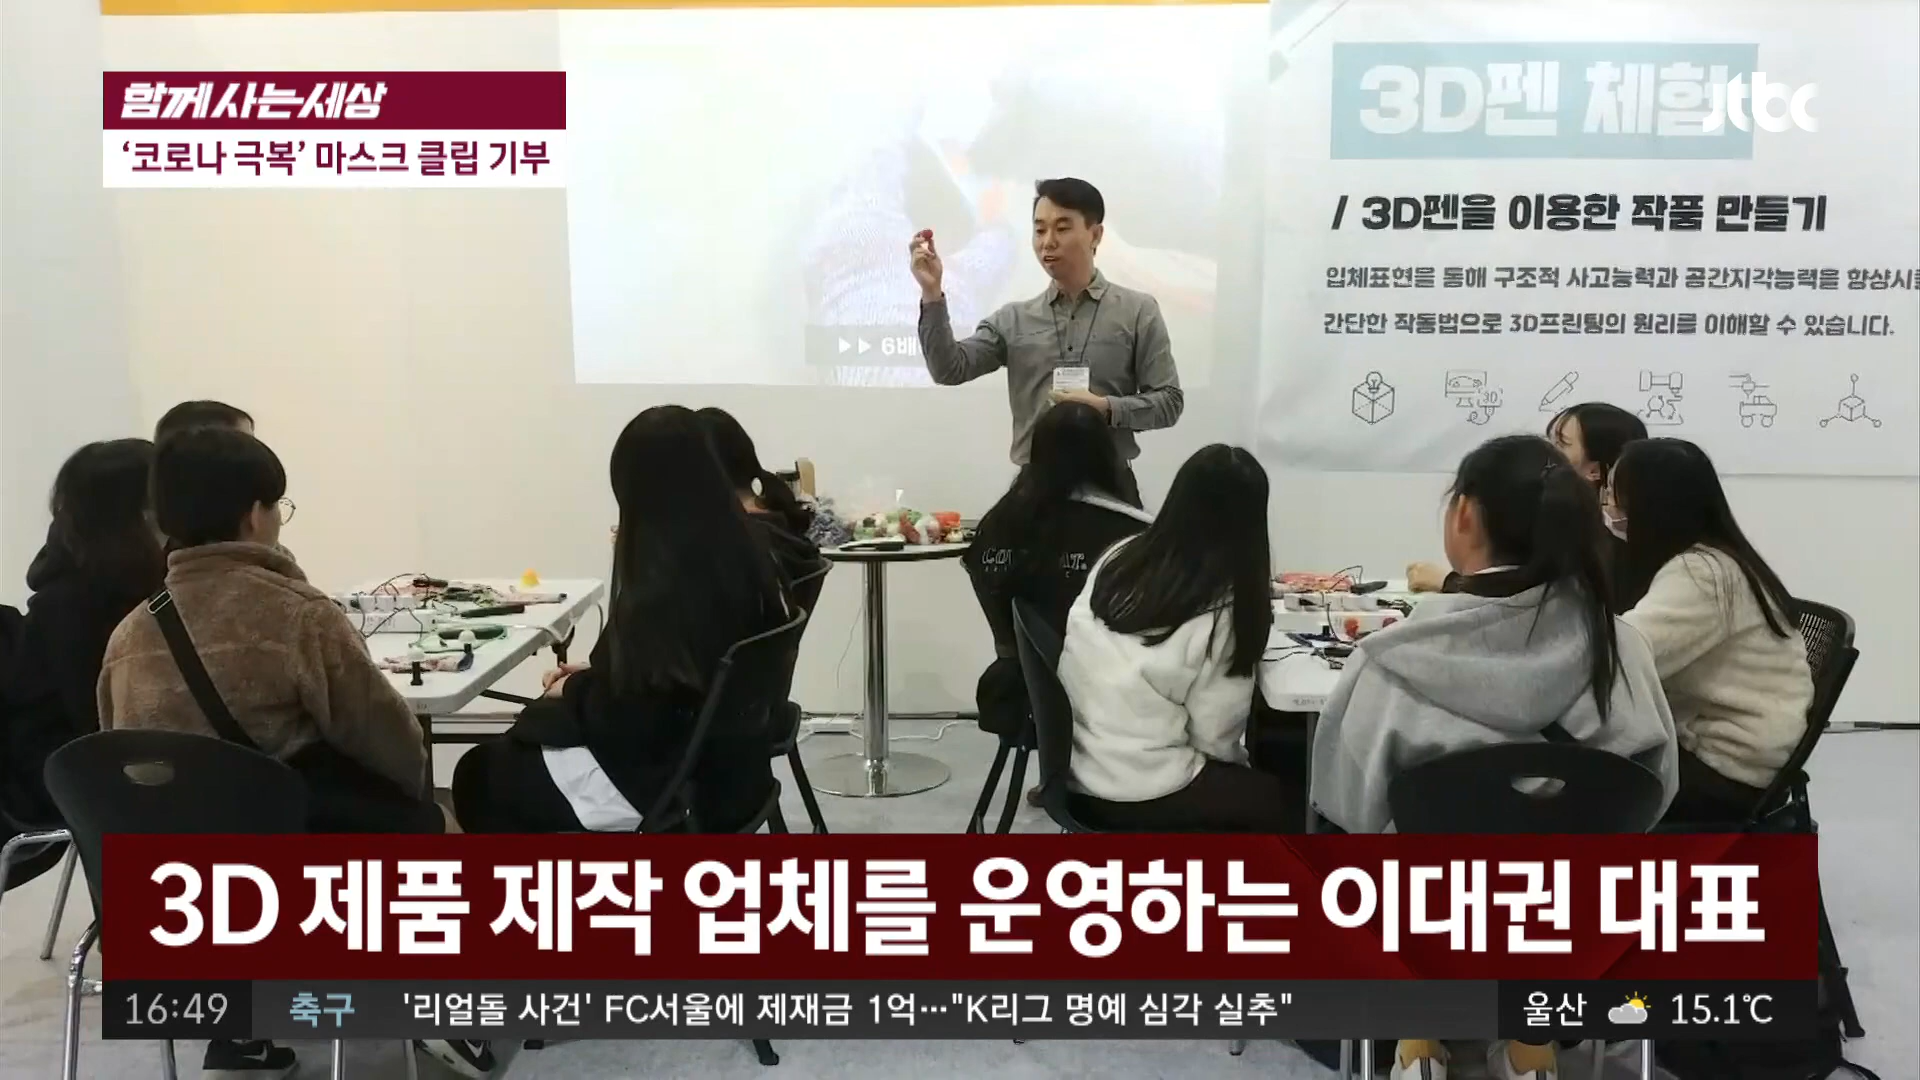 함께 사는 세상
‘코로나 극복’ 마스크 클립 기부
3D펜 체험
jtbc
/ 3D펜을 이용한 작품 만들기
입체표현을 통해 구조적 사고능력과 공간지각능력을 향상시킬
간단한 작동법으로 3D프린팅의 원리를 이해할 수 있습니다.
▶▶ 6배
3D
3D 제품 제작 업체를 운영하는 이대권 대표
16:49 축구 '리얼돌 사건' FC서울에 제재금 1억…"K리그 명예 심각 실추" 울산 15.1℃